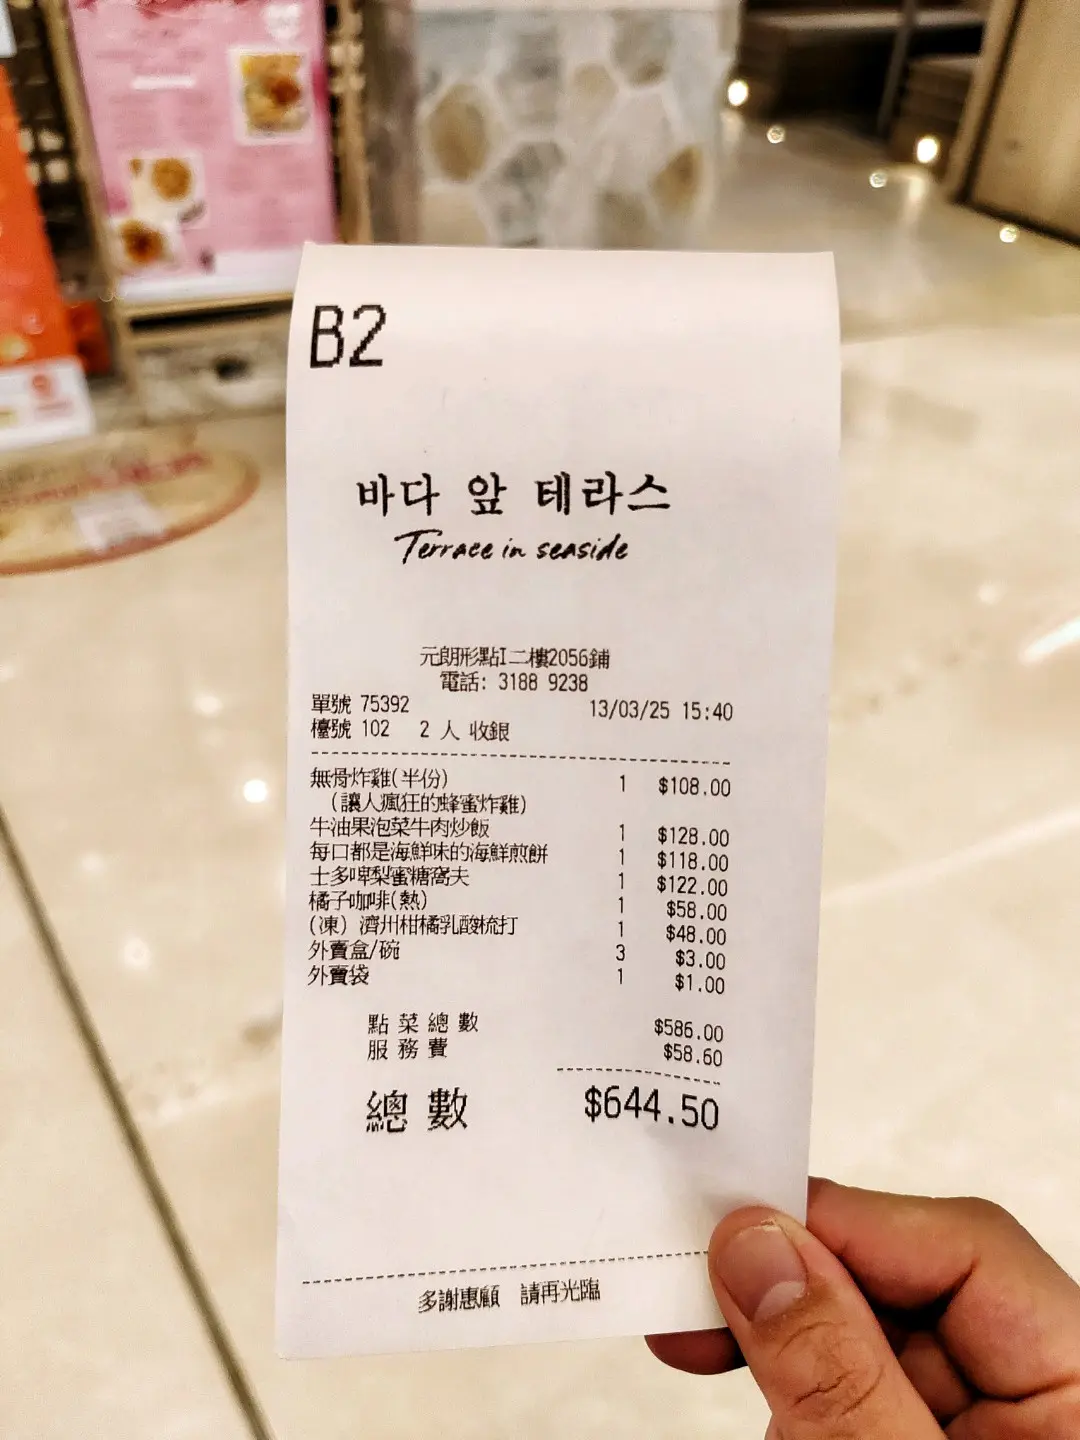 B2
바다 앞 테라스
Terrace in seaside
元朗形點I二樓2056鋪
電話: 3188 9238
單號 75392 13/03/25 15:40
檯號 102 2 人 收銀
無骨炸雞(半份) 1 $108.00
(讓人瘋狂的蜂蜜炸雞)
牛油果泡菜牛肉炒飯 1 $128.00
每口都是海鮮味的海鮮煎餅 1 $118.00
士多啤梨蜜糖窩夫 1 $122.00
橘子咖啡(熱) 1 $58.00
(凍) 濟州柑橘乳酸梳打 1 $48.00
外賣盒/碗 3 $3.00
外賣袋 1 $1.00
點菜總數 $586.00
服務費 $58.60
總數 $644.50
多謝惠顧 請再光臨